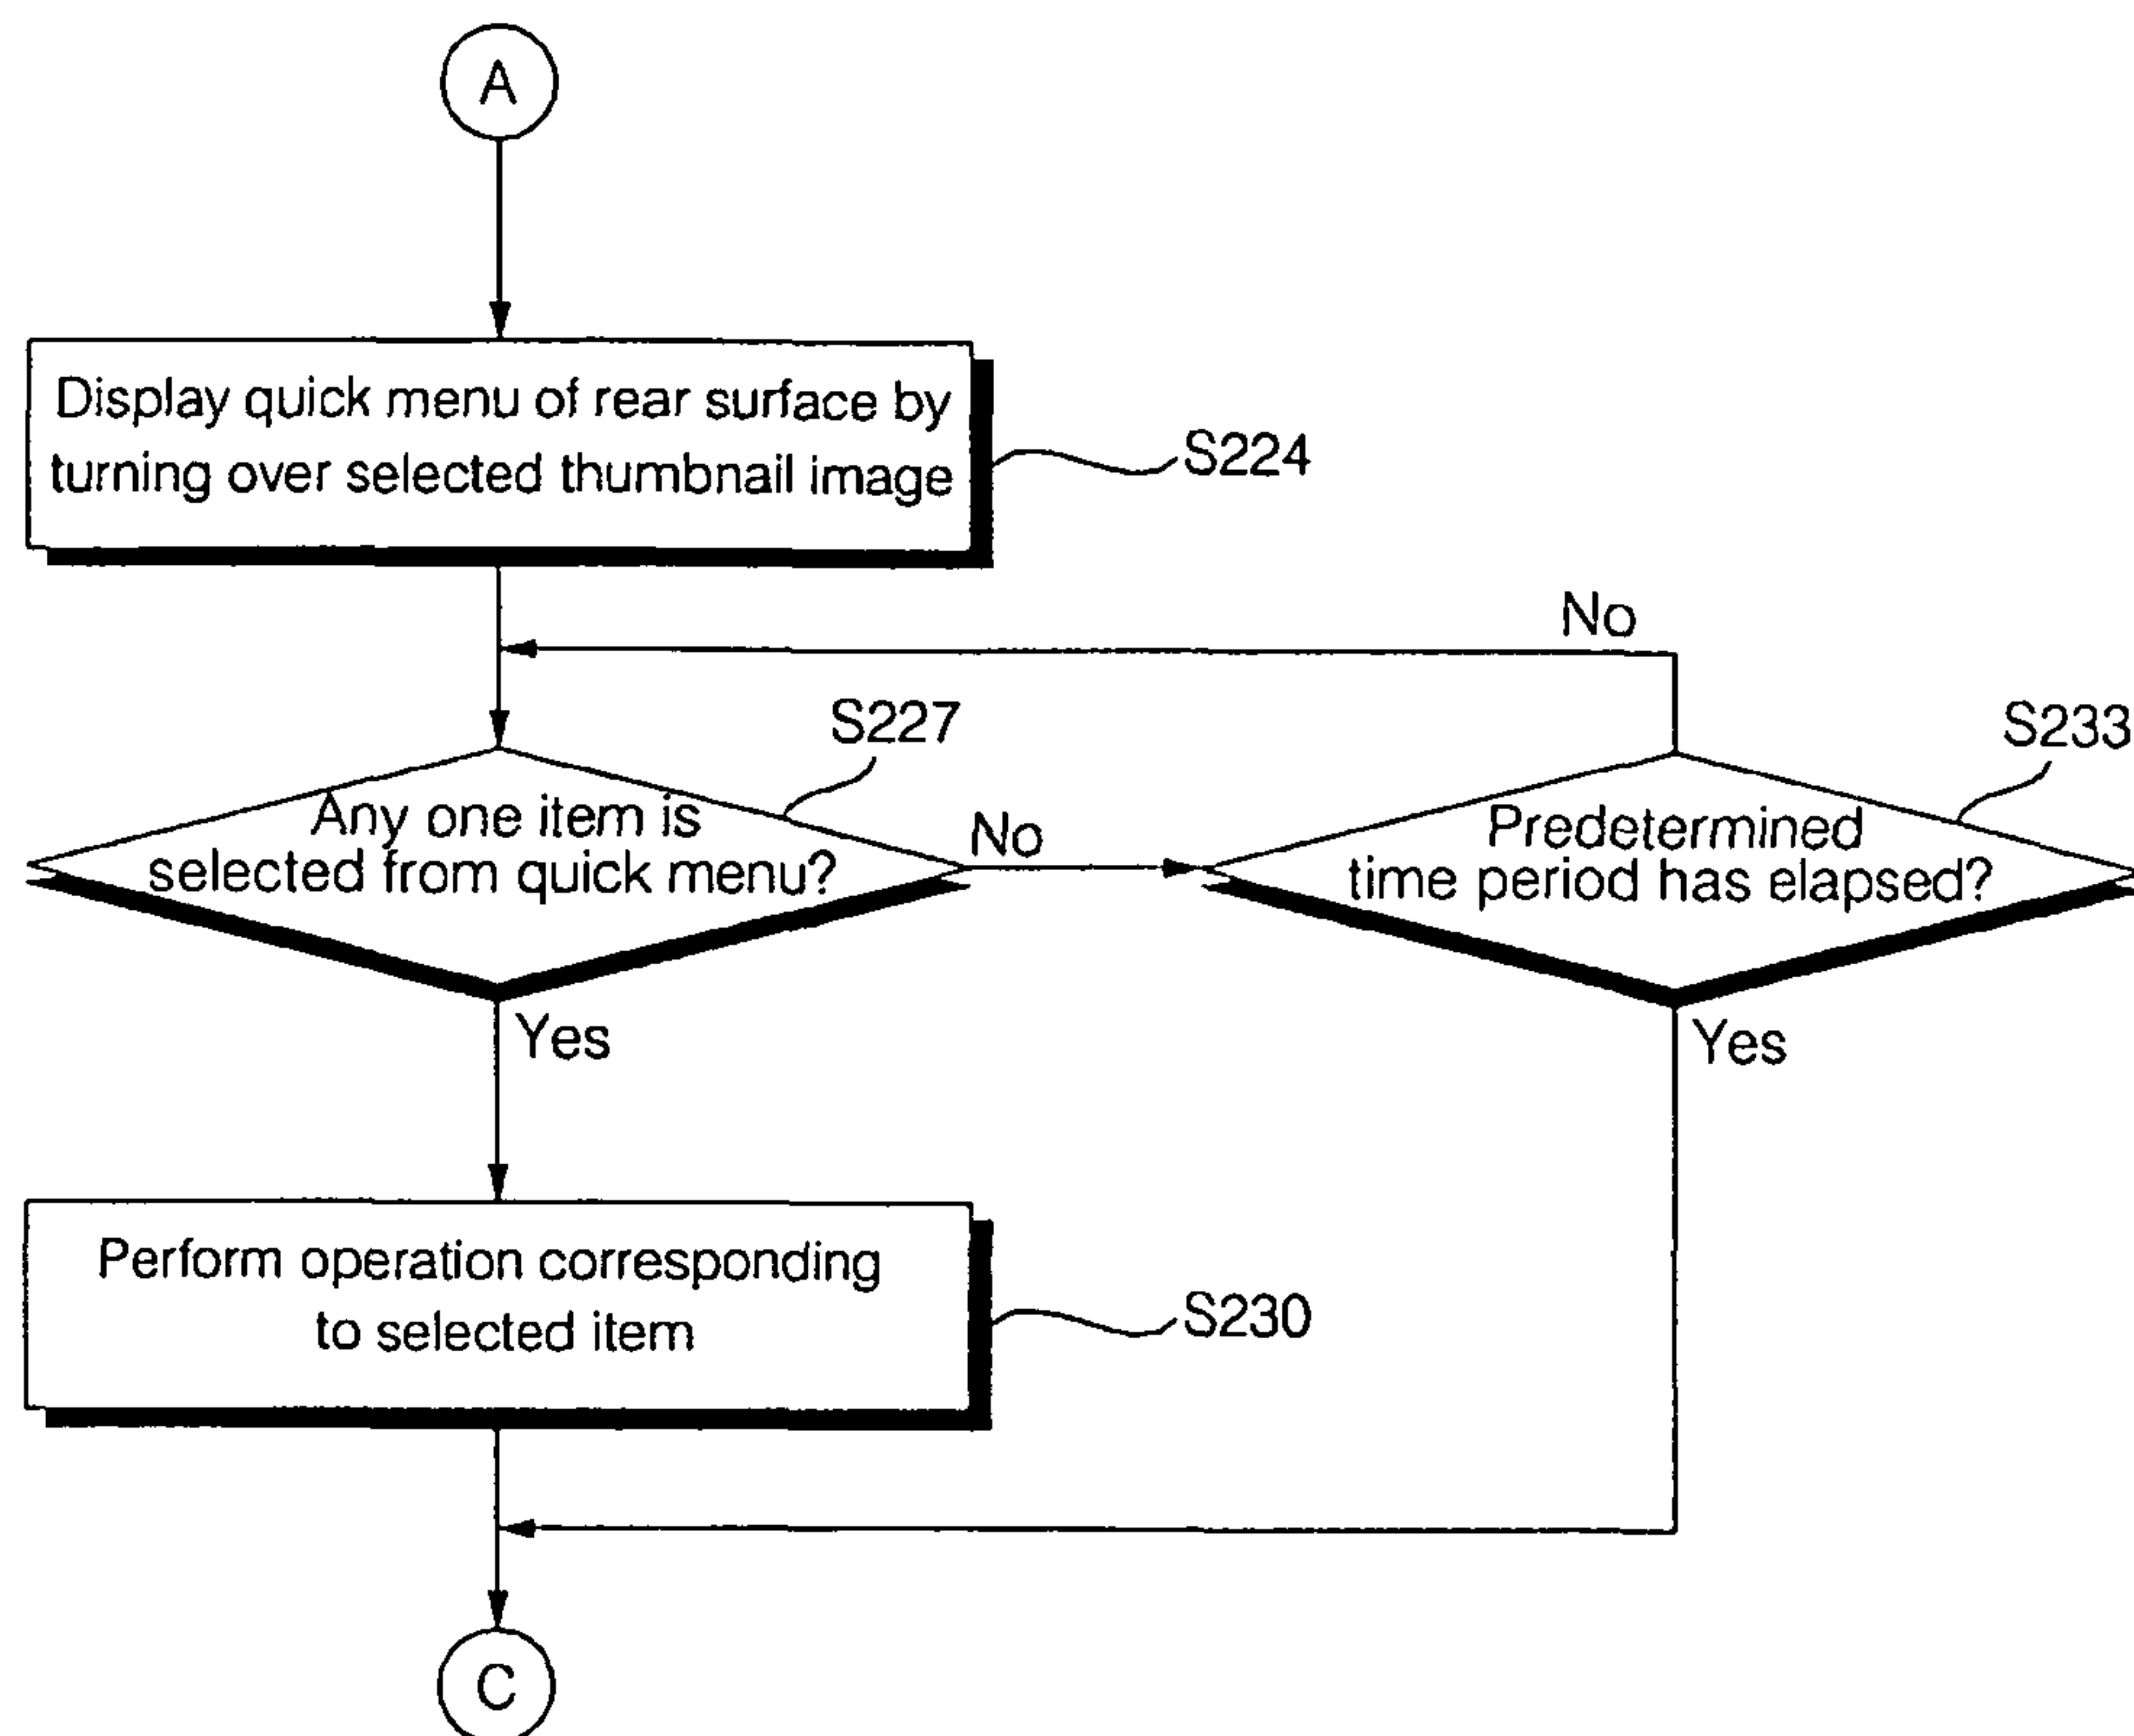 A
Display quick menu of rear surface by
turning over selected thumbnail image
S224
No
S227
S233
Any one item is
selected from quick menu?
No
Predetermined
time period has elapsed?
Yes
Yes
Perform operation corresponding
to selected item
S230
C